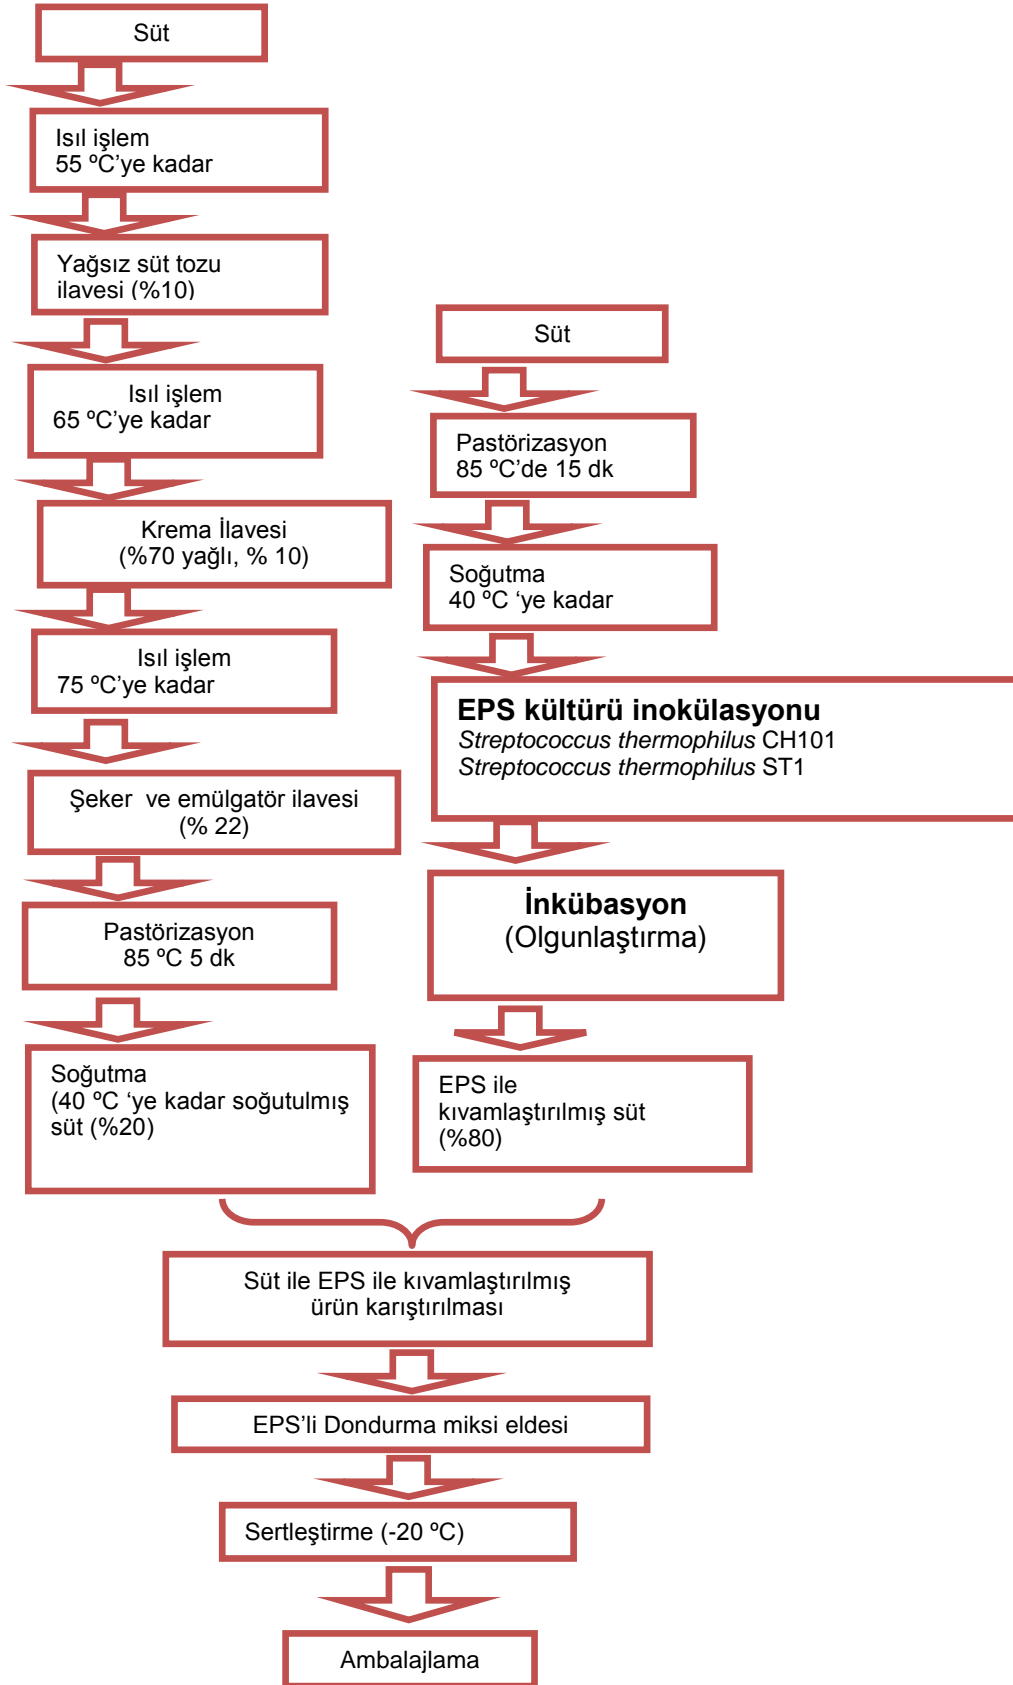 Süt
Isıl işlem
55 ºC’ye kadar
Yağsız süt tozu
ilavesi (%10)
Isıl işlem
65 ºC’ye kadar
Krema İlavesi
(%70 yağlı, % 10)
Isıl işlem
75 ºC’ye kadar
Şeker  ve emülgatör ilavesi
(% 22)
Pastörizasyon
85 ºC 5 dk
Soğutma
(40 ºC ‘ye kadar soğutulmış
süt (%20)
Süt
Pastörizasyon
85 ºC’de 15 dk
Soğutma
40 ºC ‘ye kadar
EPS kültürü inokülasyonu
Streptococcus thermophilus CH101
Streptococcus thermophilus ST1
İnkübasyon
(Olgunlaştırma)
EPS ile
kıvamlaştırılmış süt
(%80)
Süt ile EPS ile kıvamlaştırılmış
ürün karıştırılması
EPS’li Dondurma miksi eldesi
Sertleştirme (-20 ºC)
Ambalajlama